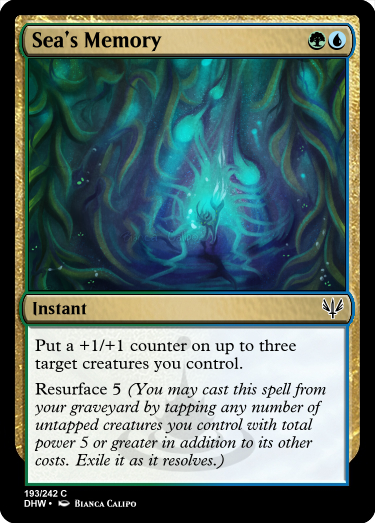 Sea's Memory
Instant
Put a +1/+1 counter on up to three
target creatures you control.
Resurface 5 (You may cast this spell from
your graveyard by tapping any number of
untapped creatures you control with total
power 5 or greater in addition to its other
costs. Exile it as it resolves.)
193/242 C
DHW • Bianca Calipo